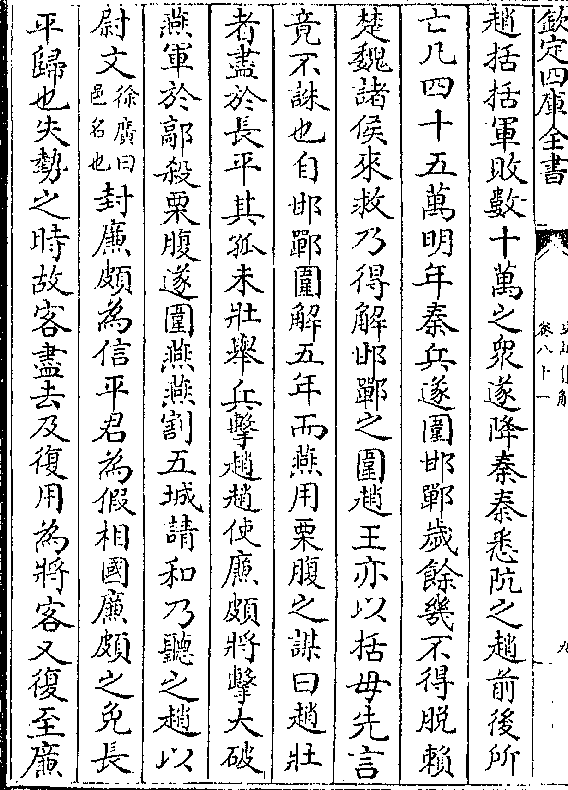 欽定四庫全書
卷八十一
九
趙括括軍敗數十萬之衆遂降秦秦悉阬之趙前後所
亡凡四十五萬明年秦兵遂圍邯鄲歲餘幾不得脱賴
楚魏諸侯來救乃得解邯鄲之圍趙王亦以括母先言
竟不誅也自邯鄲圍解五年而燕用栗腹之謀曰趙壯
者盡於長平其孤未壯舉兵擊趙趙使廉頗將擊大破
燕軍於鄗殺栗腹遂圍燕燕割五城請和乃聽之趙以
尉文徐廣曰邑名也封廉頗為信平君為假相國廉頗之免長
平歸也失勢之時故客盡去及復用為將客又復至廉